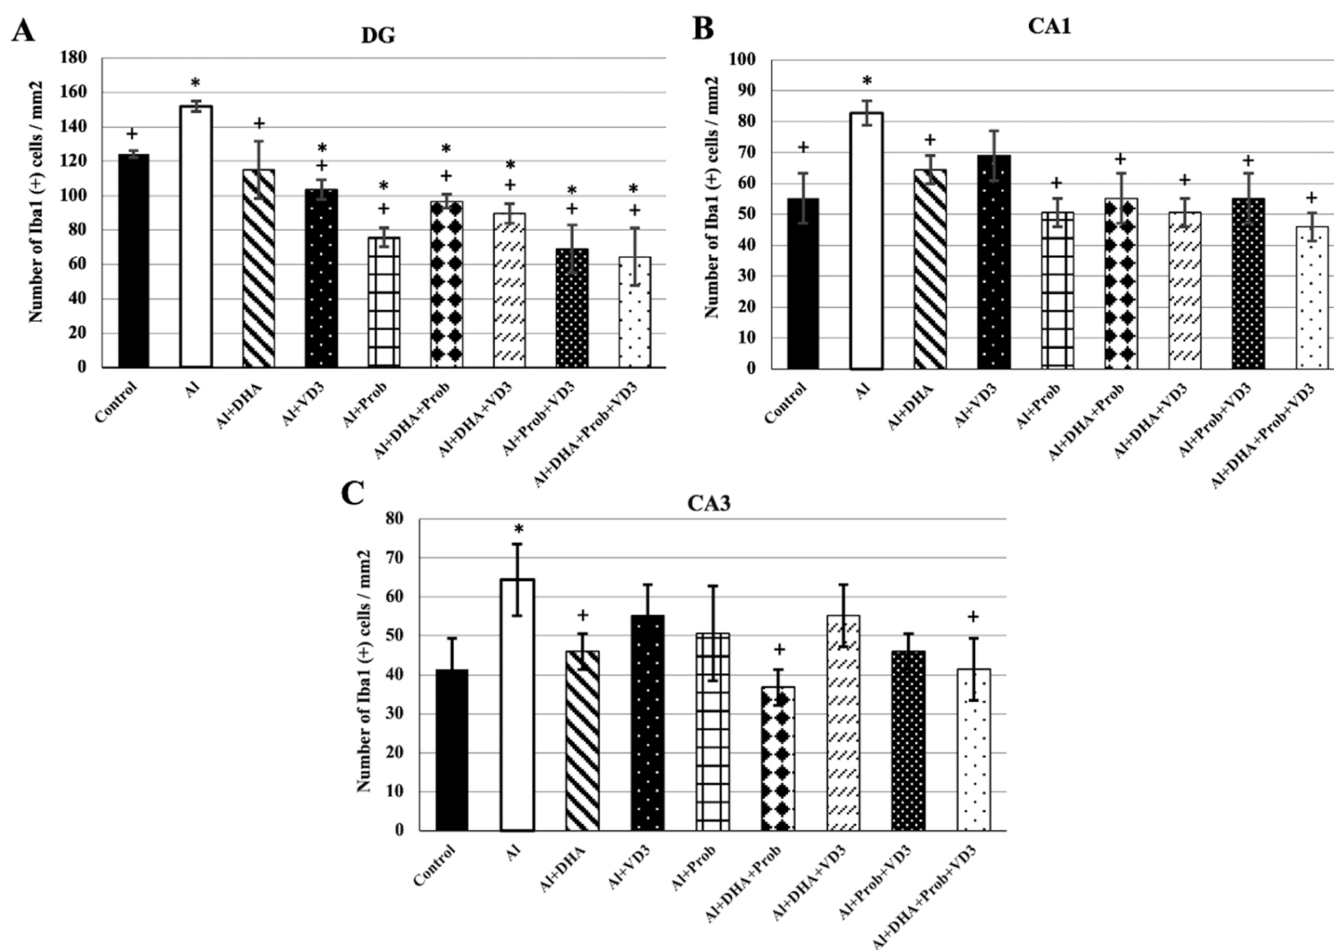 A
DG
Number of Iba1 (+) cells / mm2
180
160
140
120
100
80
60
40
20
0
+
*
+
*
+
*
+
*
+
*
+
*
+
*
+
Control
Al
Al+DHA
Al+VD3
Al+Prob
Al+DHA+Prob
Al+DHA+VD3
Al+Prob+VD3
Al+DHA+Prob+VD3
B
CA1
Number of Iba1 (+) cells / mm2
100
90
80
70
60
50
40
30
20
10
0
+
*
+
+
+
+
+
+
Control
Al
Al+DHA
Al+VD3
Al+Prob
Al+DHA+Prob
Al+DHA+VD3
Al+Prob+VD3
Al+DHA+Prob+VD3
C
CA3
Number of Iba1 (+) cells / mm2
80
70
60
50
40
30
20
10
0
*
+
+
+
Control
Al
Al+DHA
Al+VD3
Al+Prob
Al+DHA+Prob
Al+DHA+VD3
Al+Prob+VD3
Al+DHA+Prob+VD3